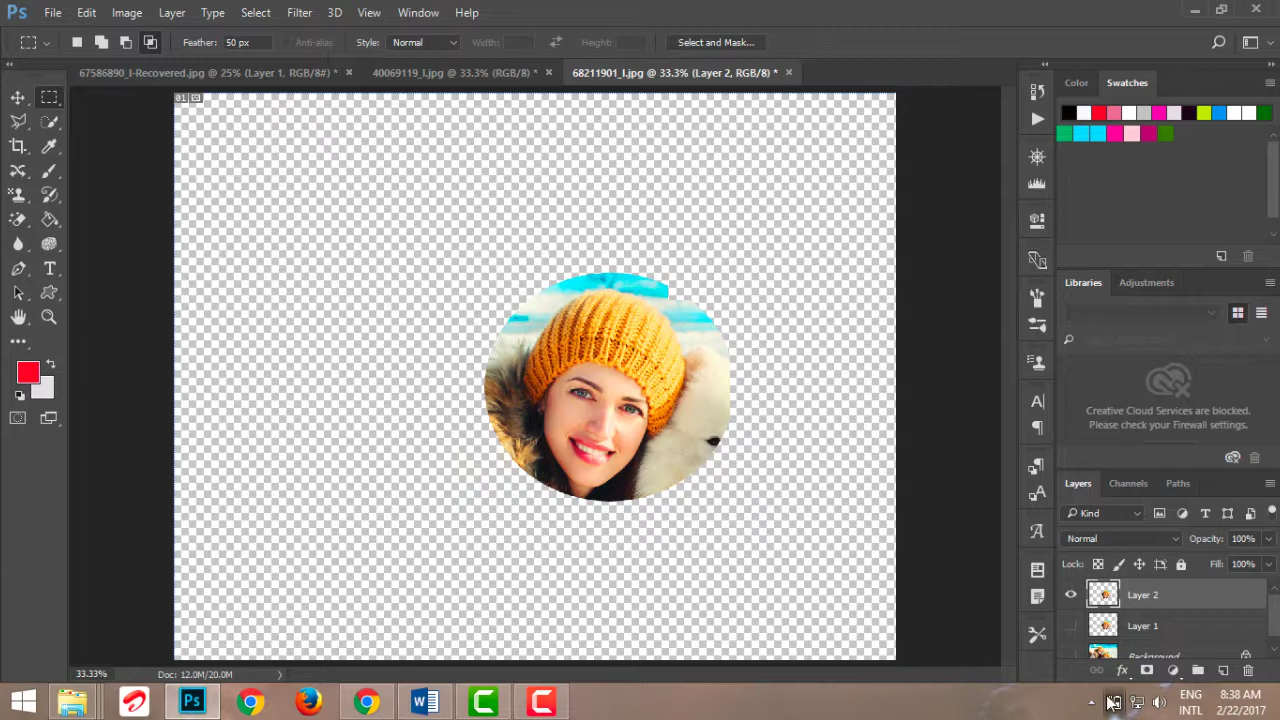 Ps File Edit Image Layer Type Select Filter 3D View Window Help
Feather: 50 px Anti-alias Style: Normal Width: Height: Select and Mask...
67586890_l-Recovered.jpg @ 25% (Layer 1, RGB/8#) * × 40069119_l.jpg @ 33.3% (RGB/8) * × 68211901_l.jpg @ 33.3% (Layer 2, RGB/8) * ×
Color Swatches
01
Libraries Adjustments
Creative Cloud Services are blocked.
Please check your Firewall settings.
Layers Channels Paths
Kind
Normal Opacity: 100%
Lock: Fill: 100%
Layer 2
Layer 1
Background
33.33% Doc: 12.0M/20.0M
Ps W C C
ENG 8:38 AM
INTL 2/22/2017